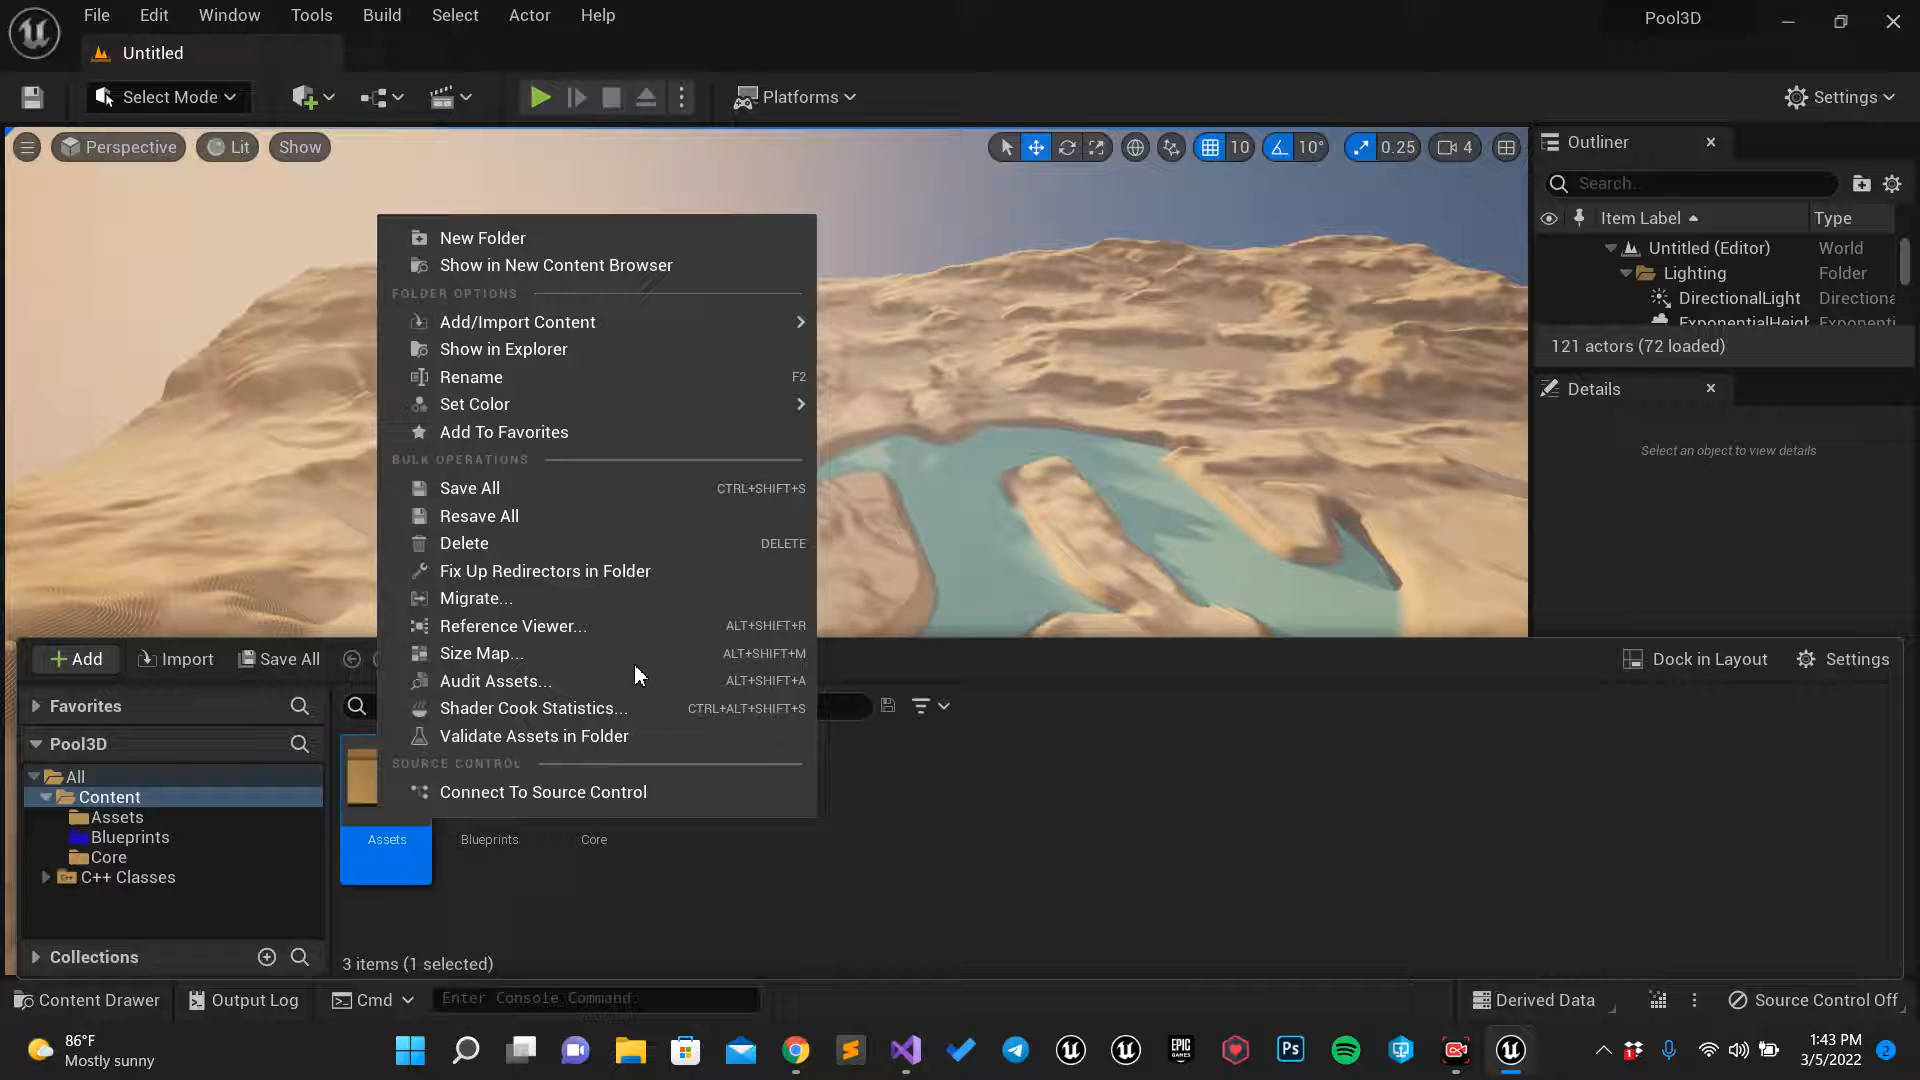 File Edit Window Tools Build Select Actor Help
Pool3D
Untitled
Select Mode
Platforms
Settings
Perspective
Lit
Show
10
10°
0.25
4
Outliner
Search...
Item Label
Type
Untitled (Editor) World
Lighting Folder
DirectionalLight Directiona
ExponentialHeigh Exponenti
121 actors (72 loaded)
Details
Select an object to view details
New Folder
Show in New Content Browser
FOLDER OPTIONS
Add/Import Content
Show in Explorer
Rename F2
Set Color
Add To Favorites
BULK OPERATIONS
Save All CTRL+SHIFT+S
Resave All
Delete DELETE
Fix Up Redirectors in Folder
Migrate...
Reference Viewer... ALT+SHIFT+R
Size Map... ALT+SHIFT+M
Audit Assets... ALT+SHIFT+A
Shader Cook Statistics... CTRL+ALT+SHIFT+S
Validate Assets in Folder
SOURCE CONTROL
Connect To Source Control
Add
Import
Save All
Dock in Layout
Settings
Favorites
Pool3D
All
Content
Assets
Blueprints
Core
C++ Classes
Collections
Assets
Blueprints
Core
3 items (1 selected)
Content Drawer
Output Log
Cmd
Enter Console Command
Derived Data
Source Control Off
86°F
Mostly sunny
EPIC
GAMES
Ps
1
1:43 PM
3/5/2022
2